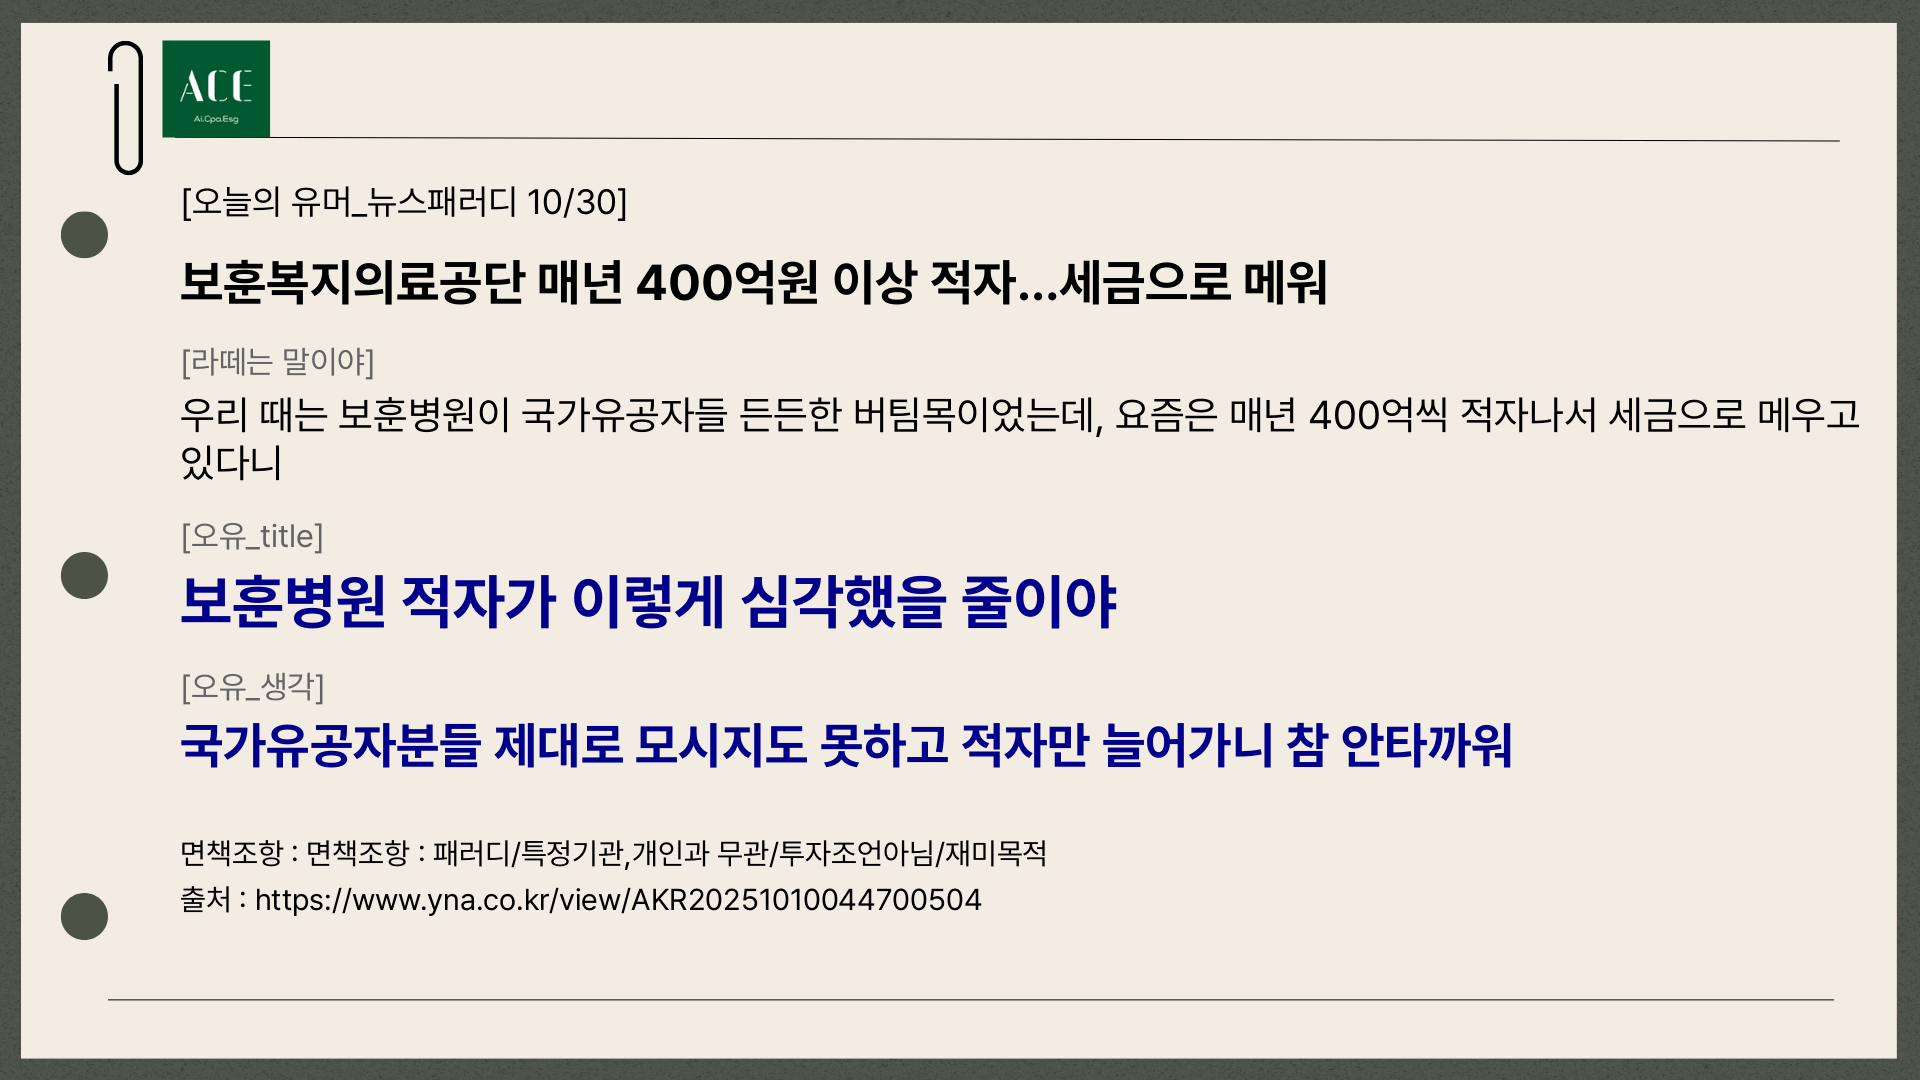 ACE
Ai.Cpa.Esg
[오늘의 유머_뉴스패러디 10/30]
보훈복지의료공단 매년 400억원 이상 적자...세금으로 메워
[라떼는 말이야]
우리 때는 보훈병원이 국가유공자들 든든한 버팀목이었는데, 요즘은 매년 400억씩 적자나서 세금으로 메우고
있다니
[오유_title]
보훈병원 적자가 이렇게 심각했을 줄이야
[오유_생각]
국가유공자분들 제대로 모시지도 못하고 적자만 늘어가니 참 안타까워
면책조항 : 면책조항 : 패러디/특정기관,개인과 무관/투자조언아님/재미목적
출처 : https://www.yna.co.kr/view/AKR20251010044700504